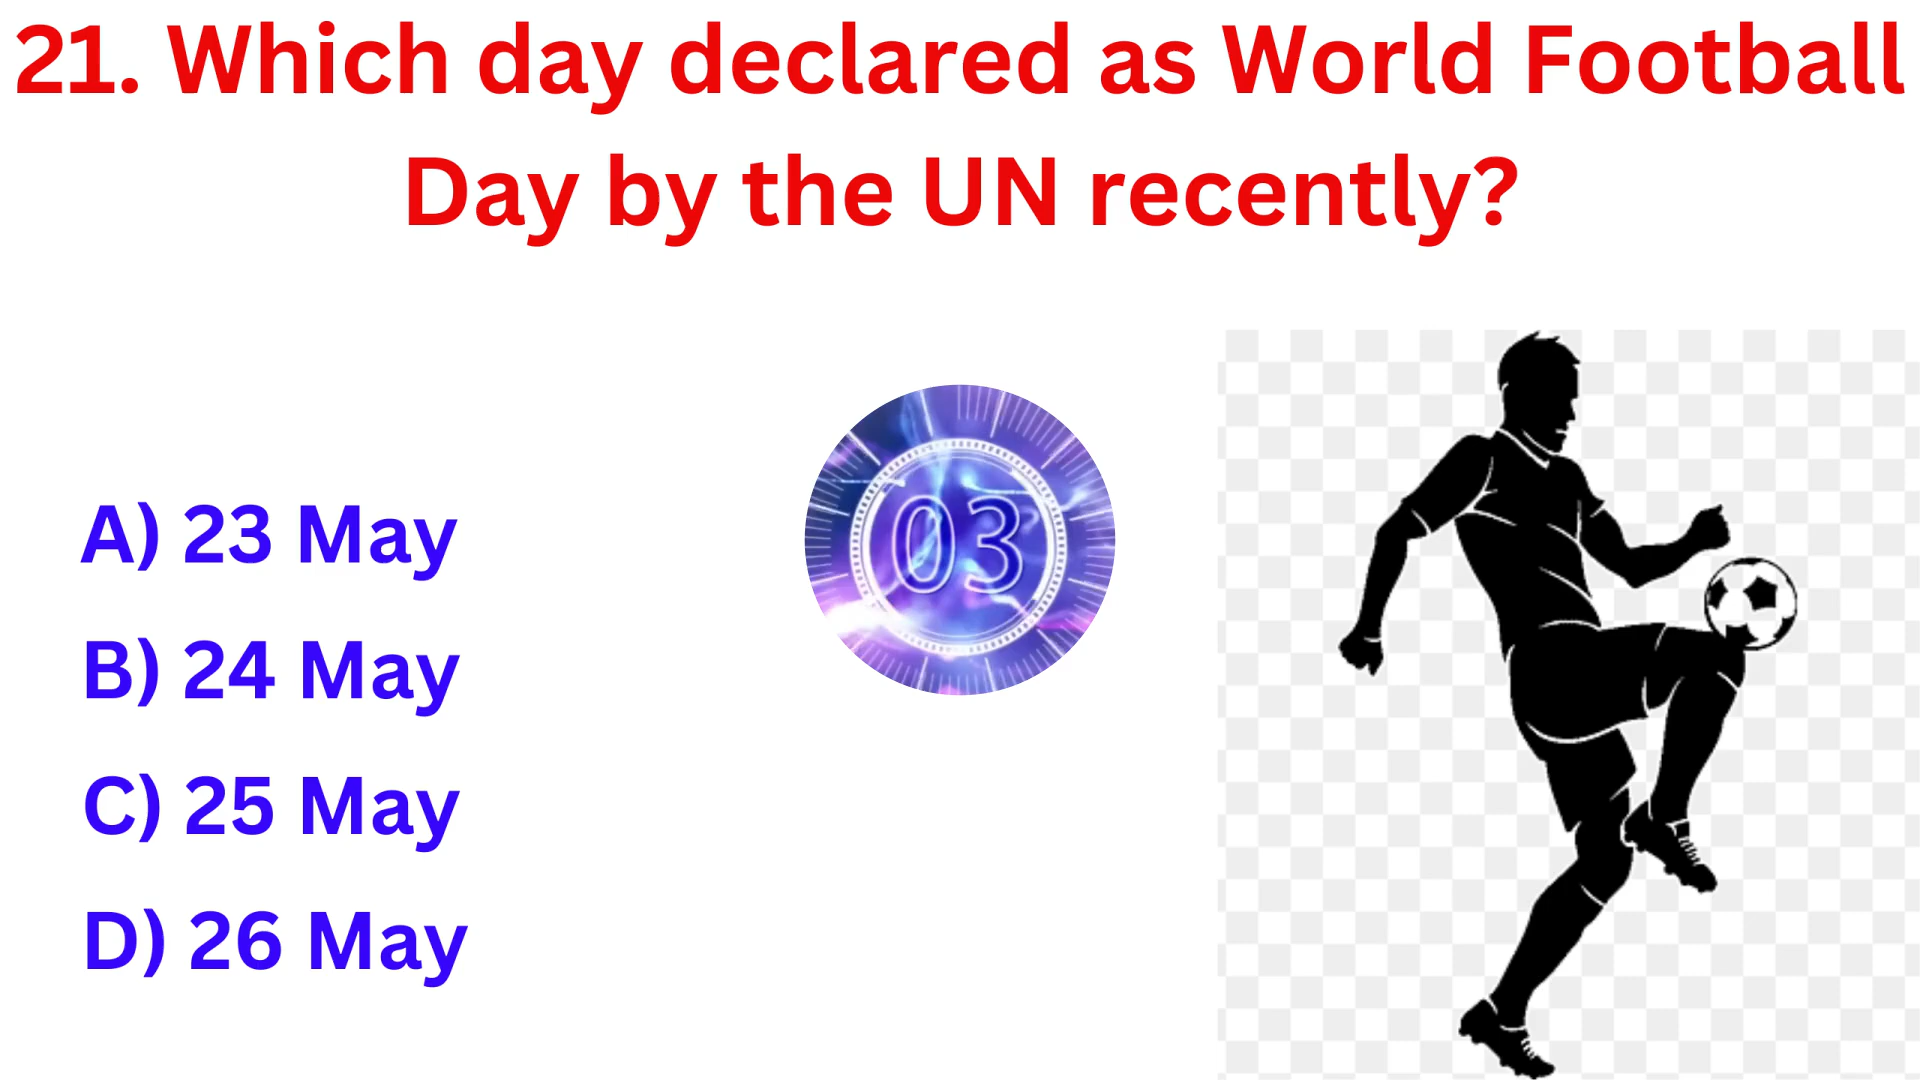 21. Which day declared as World Football
Day by the UN recently?
03
A) 23 May
B) 24 May
C) 25 May
D) 26 May